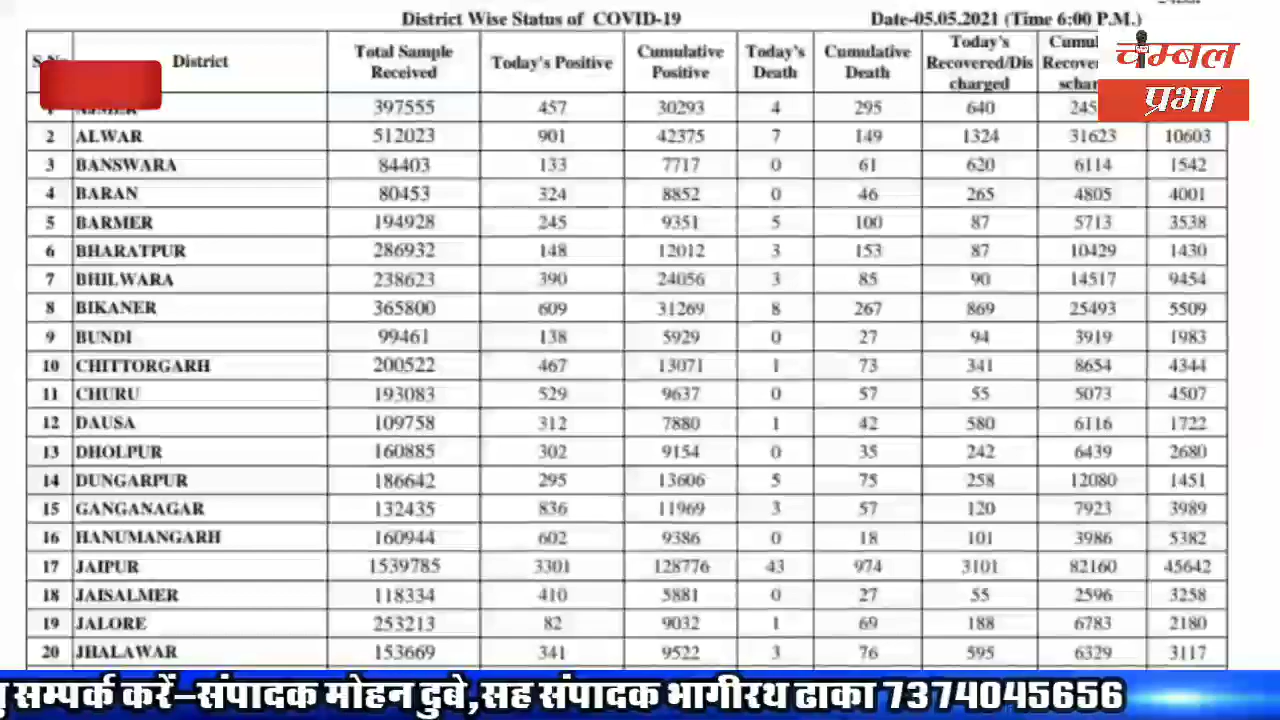 District Wise Status of COVID-19 Date-05.05.2021 (Time 6:00 P.M.)
District Total Sample Received Today's Positive Cumulative Positive Today's Death Cumulative Death Today's Recovered/Discharged
चम्बल
प्रभा
1 AJMER 397555 457 30293 4 295 640
2 ALWAR 512023 901 42375 7 149 1324 31623 10603
3 BANSWARA 84403 133 7717 0 61 620 6114 1542
4 BARAN 80453 324 8852 0 46 265 4805 4001
5 BARMER 194928 245 9351 5 100 87 5713 3538
6 BHARATPUR 286932 148 12012 3 153 87 10429 1430
7 BHILWARA 238623 390 24056 3 85 90 14517 9454
8 BIKANER 365800 609 31269 8 267 869 25493 5509
9 BUNDI 99461 138 5929 0 27 94 3919 1983
10 CHITTORGARH 200522 467 13071 1 73 341 8654 4344
11 CHURU 193083 529 9637 0 57 55 5073 4507
12 DAUSA 109758 312 7880 1 42 580 6116 1722
13 DHOLPUR 160885 302 9154 0 35 242 6439 2680
14 DUNGARPUR 186642 295 13606 5 75 258 12080 1451
15 GANGANAGAR 132435 836 11969 3 57 120 7923 3989
16 HANUMANGARH 160944 602 9386 0 18 101 3986 5382
17 JAIPUR 1539785 3301 128776 43 974 3101 82160 45642
18 JAISALMER 118334 410 5881 0 27 55 2596 3258
19 JALORE 253213 82 9032 1 69 188 6783 2180
20 JHALAWAR 153669 341 9522 3 76 595 6329 3117
सम्पर्क करें–संपादक मोहन दुबे,सह संपादक भागीरथ ढाका 7374045656